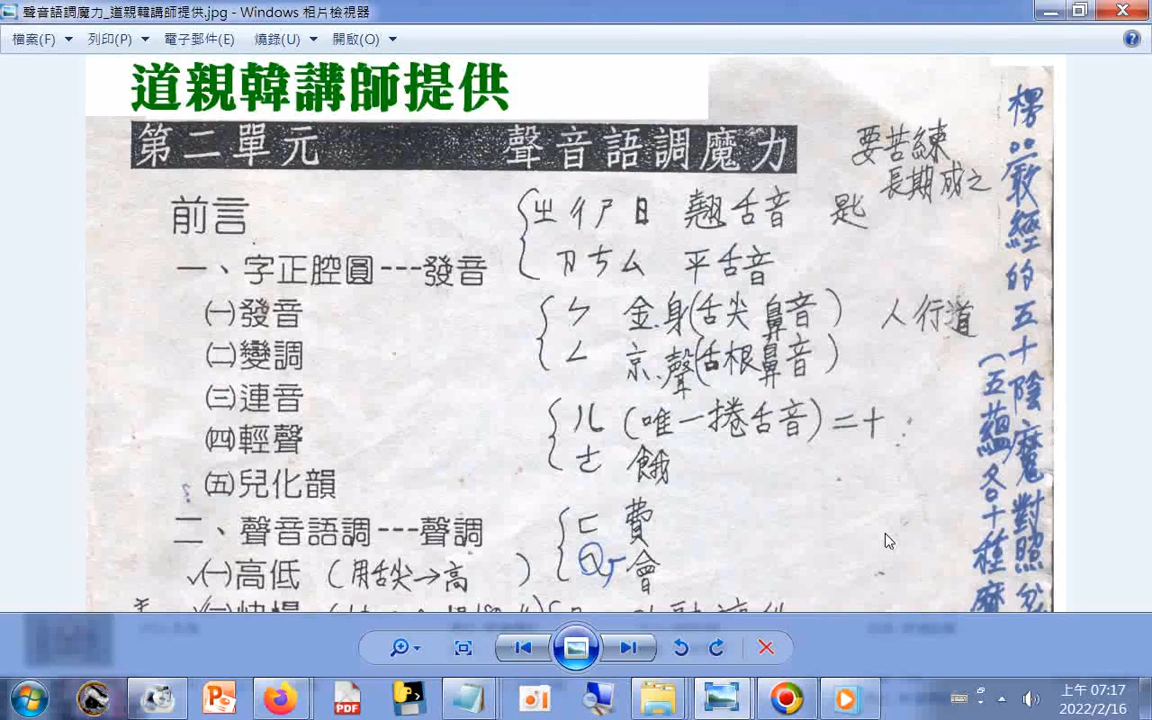 聲音語調魔力_道親韓講師提供.jpg - Windows 相片檢視器
檔案(F) 列印(P) 電子郵件(E) 燒錄(U) 開啟(O)
道親韓講師提供
第二單元 聲音語調魔力
要苦練
長期成之
前言
ㄓㄔㄕㄖ 翹舌音 匙
ㄗㄘㄙ 平舌音
一、字正腔圓---發音
㈠發音
ㄣ 金.身(舌尖鼻音) 人行道
㈡變調
ㄥ 京.聲(舌根鼻音)
㈢連音
ㄦ (唯一捲舌音)二十
㈣輕聲
ㄜ 餓
㈤兒化韻
二、聲音語調---聲調
ㄈ 費
㈠高低 (用舌尖→高 )
會
楞嚴經的五十陰魔對照
(五蘊各十種魔
上午 07:17
2022/2/16